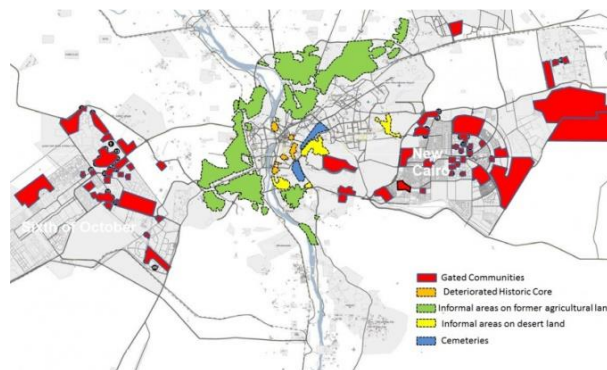 New
Cairo
Sixth of October
Gated Communities
Deteriorated Historic Core
Informal areas on former agricultural lan
Informal areas on desert land
Cemeteries